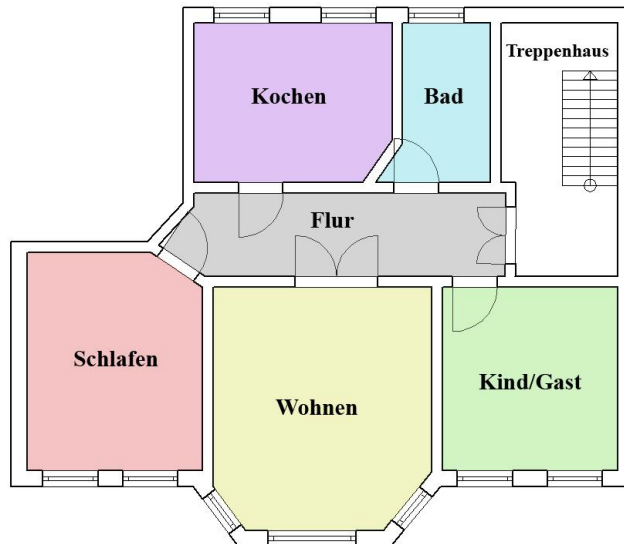 Treppenhaus
Kochen
Bad
Flur
Schlafen
Wohnen
Kind/Gast